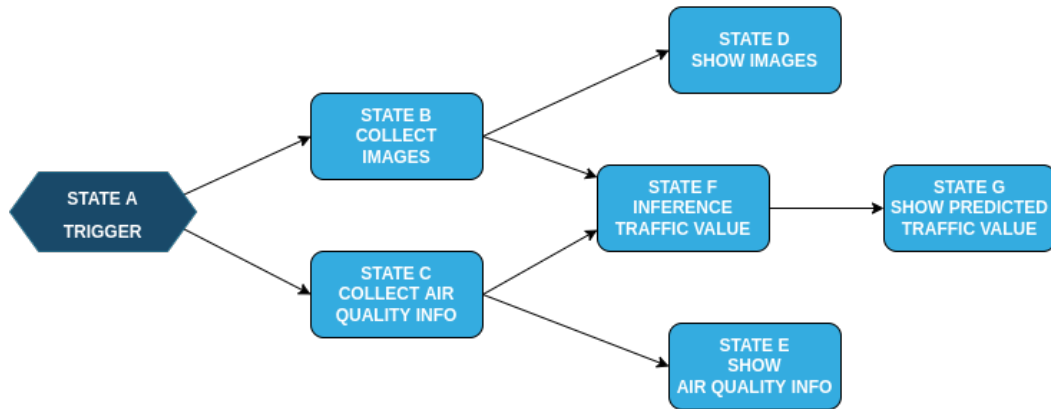 STATE A
TRIGGER
STATE B
COLLECT
IMAGES
STATE C
COLLECT AIR
QUALITY INFO
STATE D
SHOW IMAGES
STATE F
INFERENCE
TRAFFIC VALUE
STATE E
SHOW
AIR QUALITY INFO
STATE G
SHOW PREDICTED
TRAFFIC VALUE